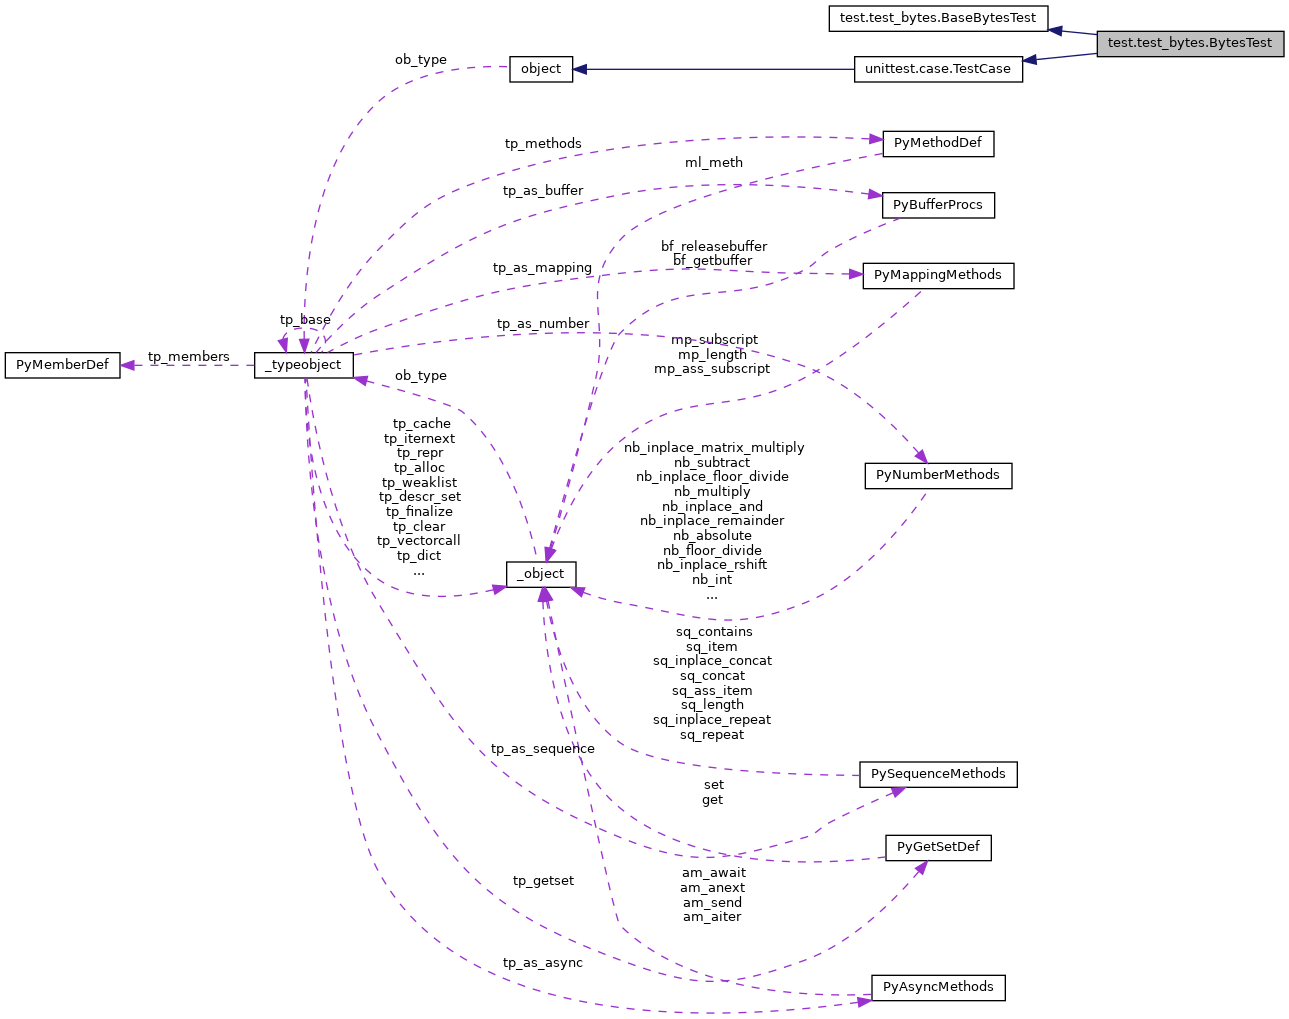 test.test_bytes.BaseBytesTest
test.test_bytes.BytesTest
ob_type
object
unittest.case.TestCase
tp_methods
PyMethodDef
ml_meth
tp_as_buffer
PyBufferProcs
bf_releasebuffer
bf_getbuffer
tp_as_mapping
PyMappingMethods
tp_base
tp_as_number
mp_subscript
mp_length
mp_ass_subscript
PyMemberDef
tp_members
_typeobject
ob_type
tp_cache
tp_iternext
tp_repr
tp_alloc
tp_weaklist
tp_descr_set
tp_finalize
tp_clear
tp_vectorcall
tp_dict
...
nb_inplace_matrix_multiply
nb_subtract
nb_inplace_floor_divide
nb_multiply
nb_inplace_and
nb_inplace_remainder
nb_absolute
nb_floor_divide
nb_inplace_rshift
nb_int
...
PyNumberMethods
_object
sq_contains
sq_item
sq_inplace_concat
sq_concat
sq_ass_item
sq_length
sq_inplace_repeat
sq_repeat
tp_as_sequence
PySequenceMethods
set
get
PyGetSetDef
tp_getset
am_await
am_anext
am_send
am_aiter
tp_as_async
PyAsyncMethods